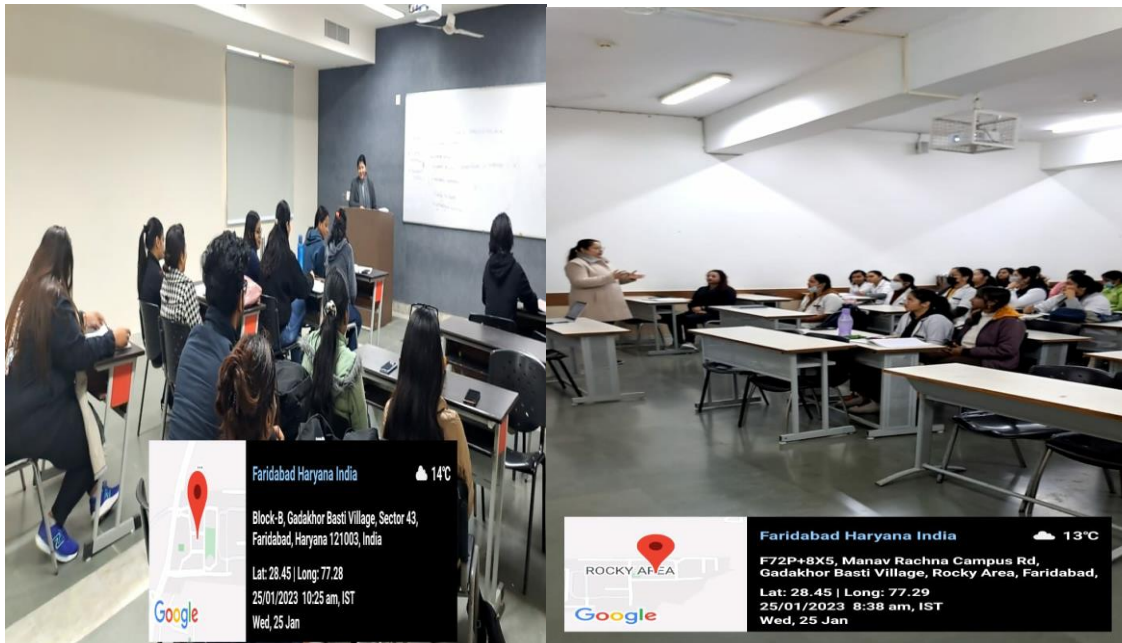 Faridabad Haryana India
14°C
Block-B, Gadakhor Basti Village, Sector 43,
Faridabad, Haryana 121003, India
Lat: 28.45 | Long: 77.28
25/01/2023 10:25 am, IST
Wed, 25 Jan
Google
ROCKY AREA
Google
Faridabad Haryana India
13°C
F72P+8X5, Manav Rachna Campus Rd,
Gadakhor Basti Village, Rocky Area, Faridabad,
Lat: 28.45 | Long: 77.29
25/01/2023 8:38 am, IST
Wed, 25 Jan